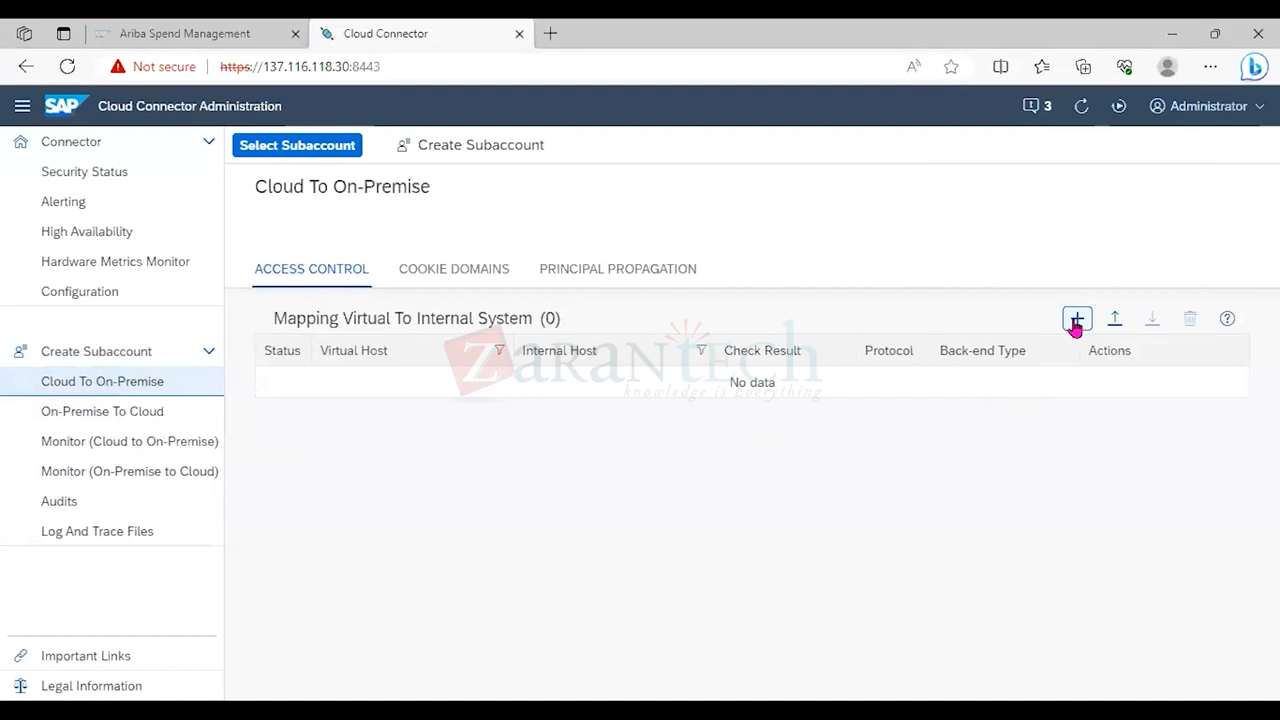 Ariba Spend Management
Cloud Connector
Not secure
https://137.116.118.30:8443
SAP
Cloud Connector Administration
3
Administrator
Connector
Security Status
Alerting
High Availability
Hardware Metrics Monitor
Configuration
Create Subaccount
Cloud To On-Premise
On-Premise To Cloud
Monitor (Cloud to On-Premise)
Monitor (On-Premise to Cloud)
Audits
Log And Trace Files
Important Links
Legal Information
Select Subaccount
Create Subaccount
Cloud To On-Premise
ACCESS CONTROL COOKIE DOMAINS PRINCIPAL PROPAGATION
Mapping Virtual To Internal System (0)
Status Virtual Host Internal Host Check Result Protocol Back-end Type Actions
No data
zarantech
knowledge is everything